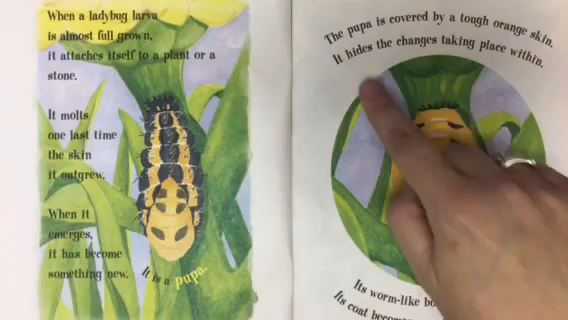 When a ladybug larva
is almost full grown,
it attaches itself to a plant or a
stone.
It molts
one last time
the skin
it outgrew.
When it
emerges,
it has become
something new.
It is a pupa.
The pupa is covered by a tough orange skin.
It hides the changes taking place within.
Its worm-like
Its coat